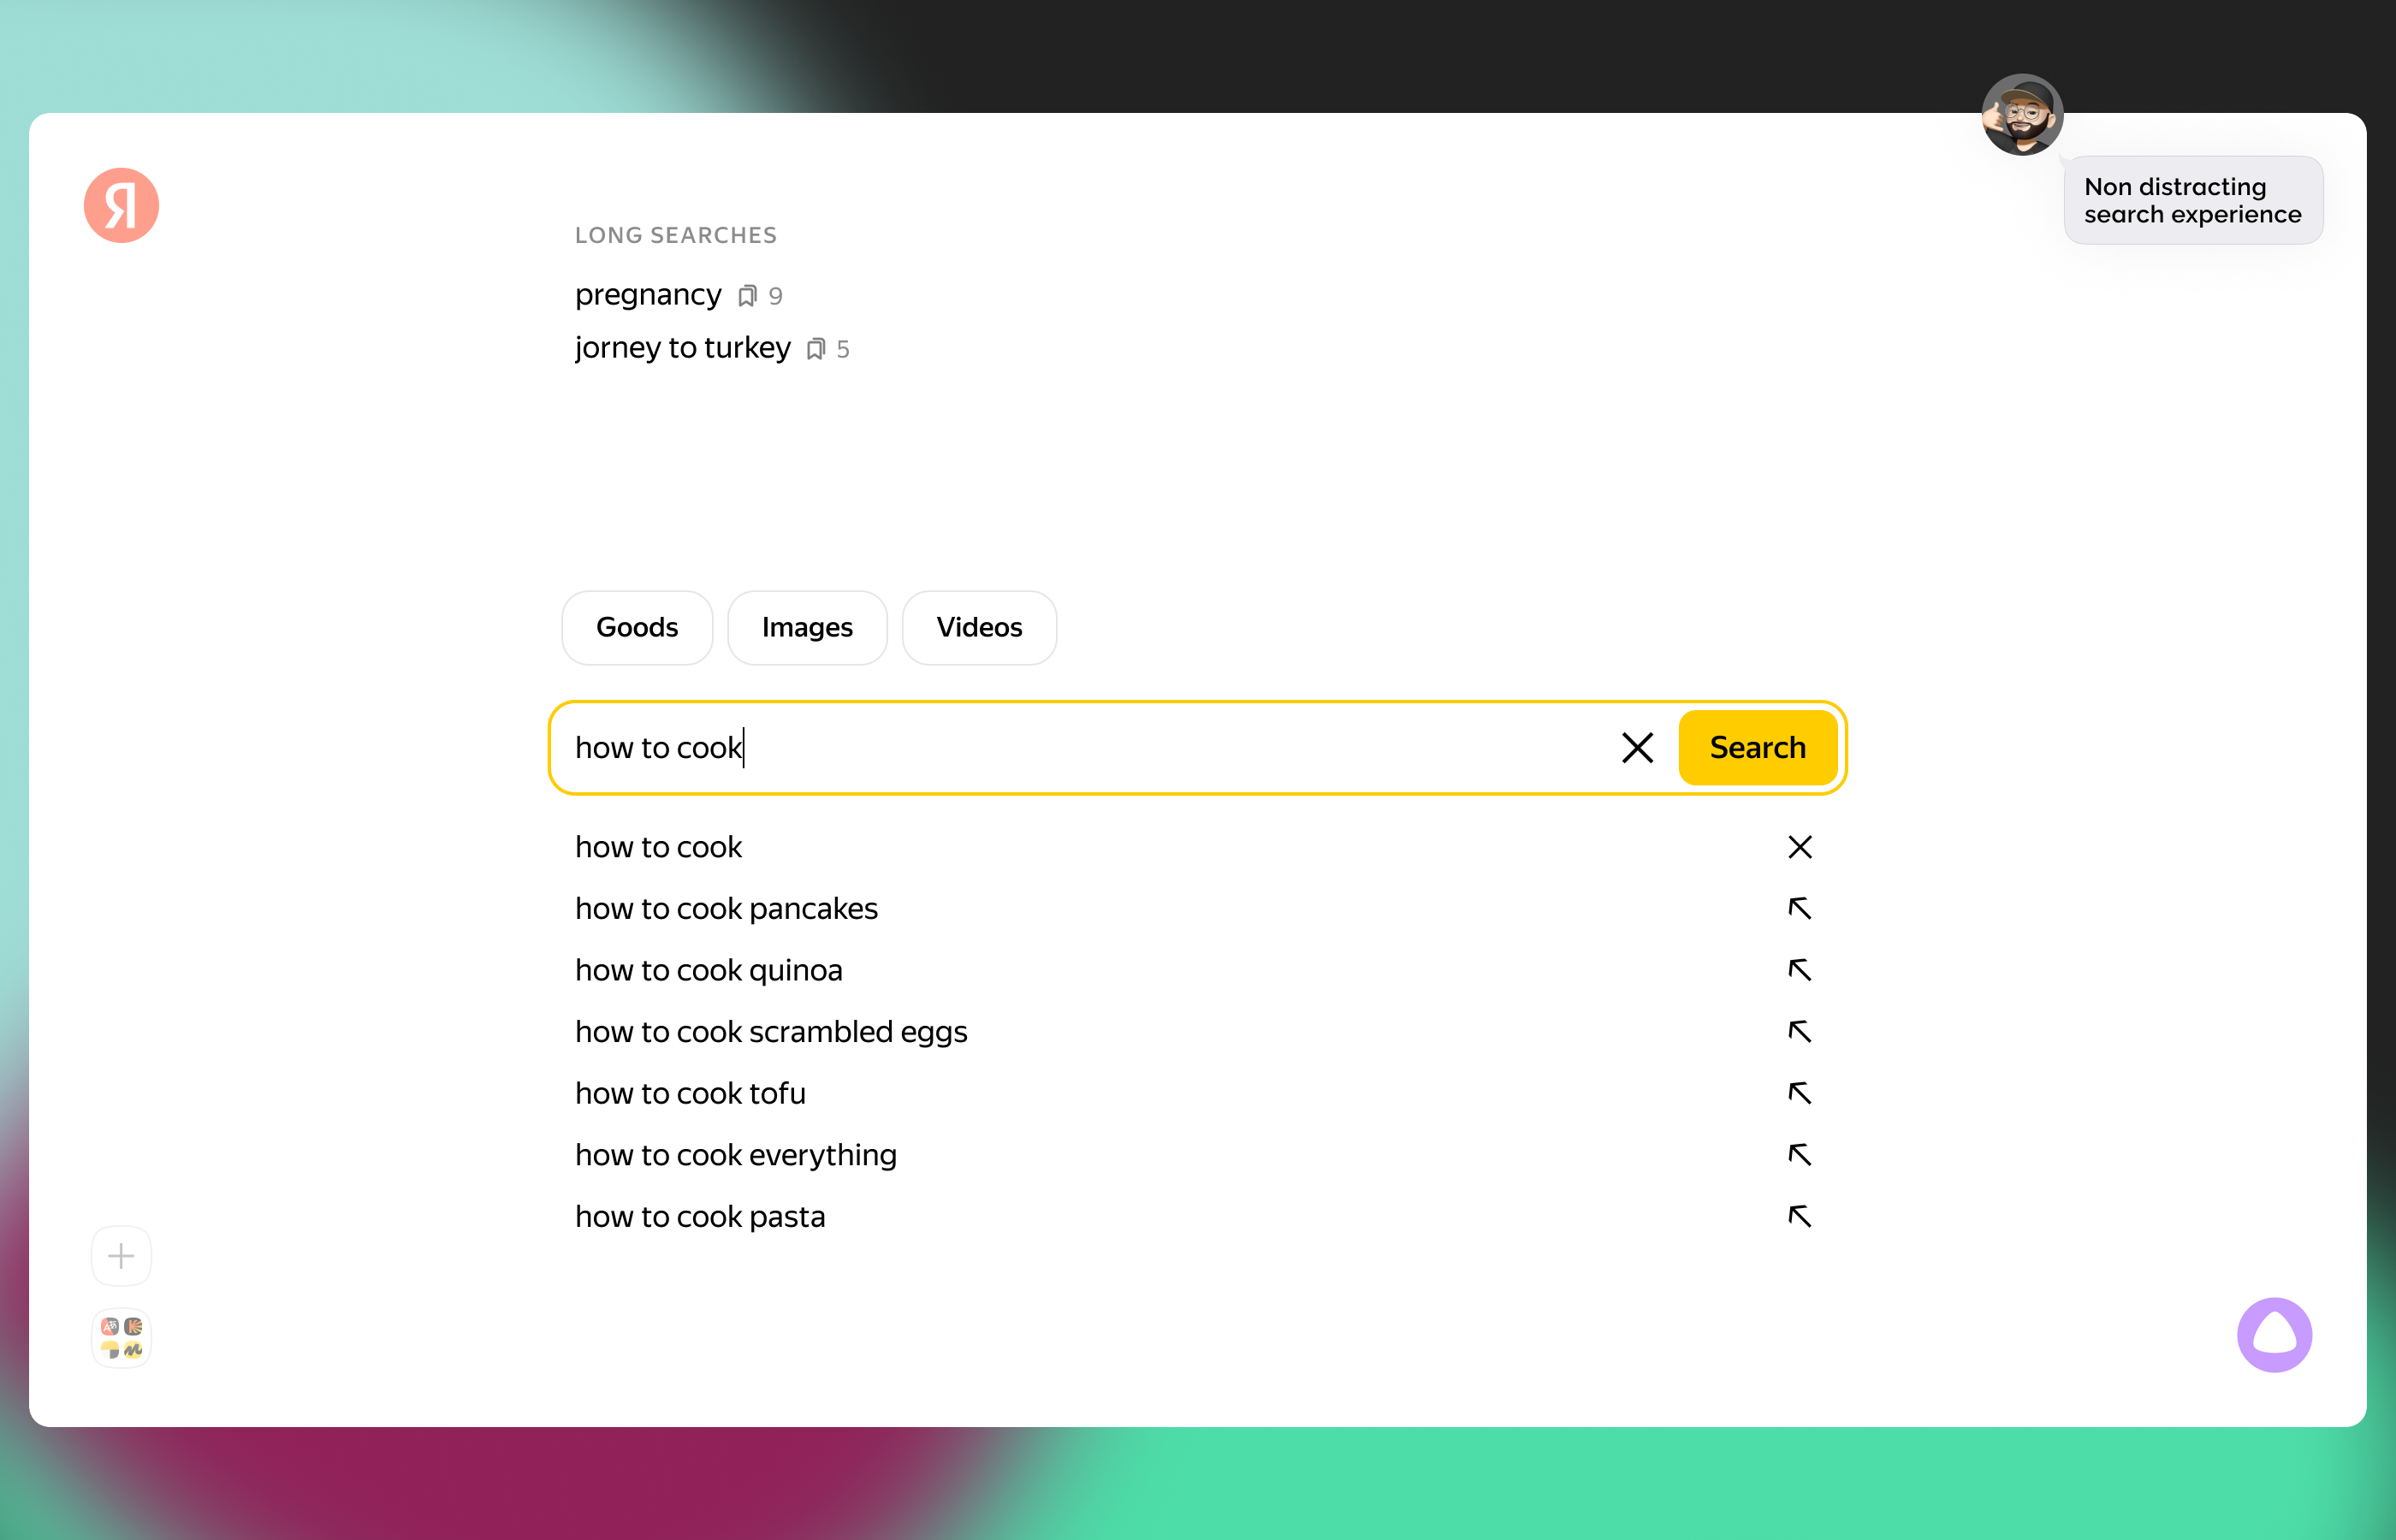 Я
Non distracting
search experience
LONG SEARCHES
pregnancy 9
jorney to turkey 5
Goods Images Videos
how to cook Search
how to cook
how to cook pancakes
how to cook quinoa
how to cook scrambled eggs
how to cook tofu
how to cook everything
how to cook pasta